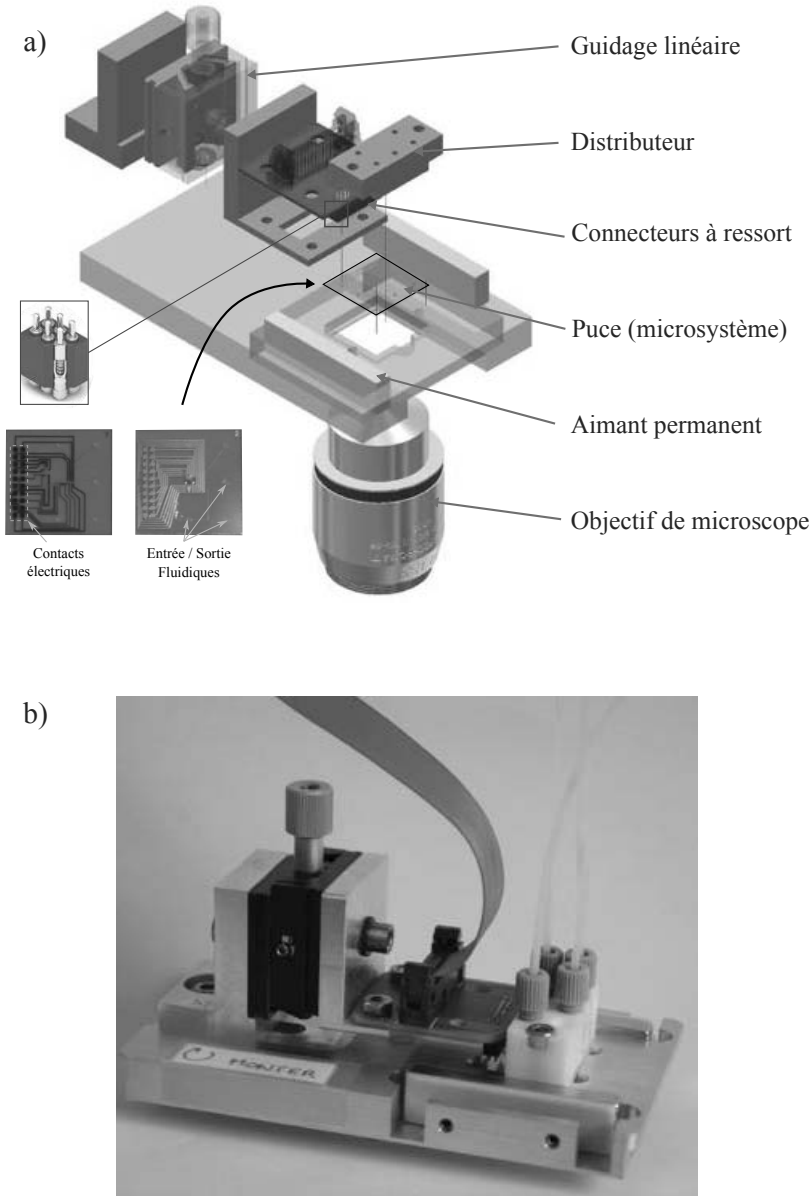 a)
Guidage linéaire
Distributeur
Connecteurs à ressort
Puce (microsystème)
Aimant permanent
Objectif de microscope
Contacts
électriques
Entrée / Sortie
Fluidiques
b)
MONTER